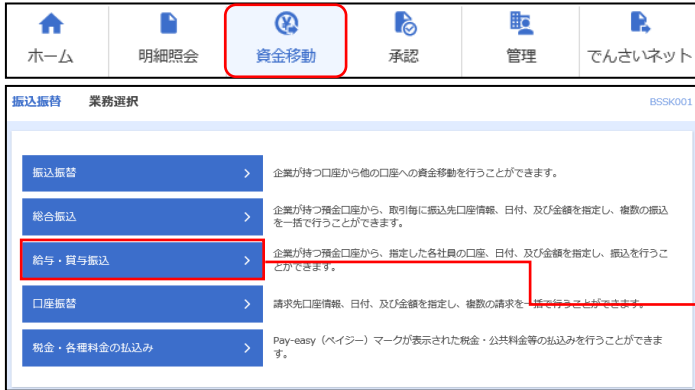 ホーム 明細照会 資金移動 承認 管理 でんさいネット
振込振替 業務選択 BSSK001
振込振替 企業が持つ口座から他の口座への資金移動を行うことができます。
総合振込 企業が持つ預金口座から、取引毎に振込先口座情報、日付、及び金額を指定し、複数の振込
を一括で行うことができます。
給与・賞与振込 企業が持つ預金口座から、指定した各社員の口座、日付、及び金額を指定し、振込を行うこ
とができます。
口座振替 請求先口座情報、日付、及び金額を指定し、複数の請求を一括で行うことができます。
税金・各種料金の払込み Pay-easy（ペイジー）マークが表示された税金・公共料金等の払込みを行うことができま
す。